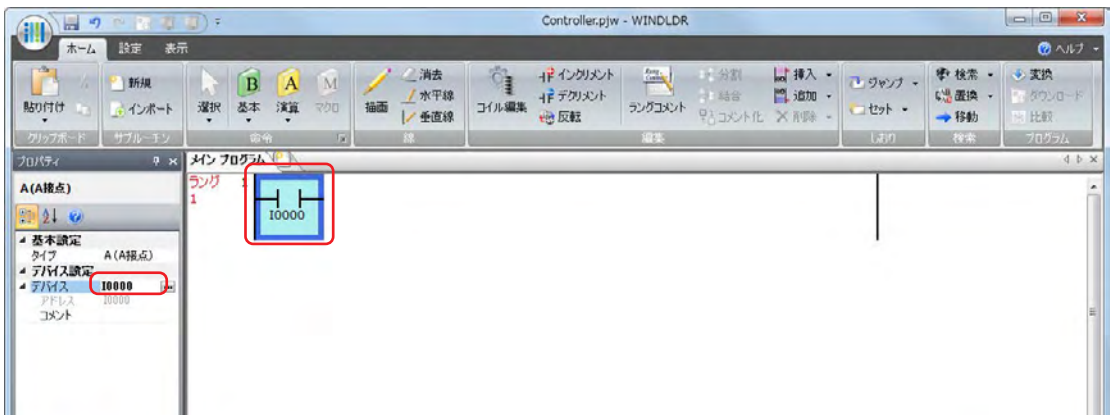 Controller.pjw - WINDLDR
ホーム 設定 表示 ヘルプ
貼り付け
新規
インポート
選択
基本
演算
マクロ
描画
消去
水平線
垂直線
コイル編集
インクリメント
デクリメント
反転
ラングコメント
分割
結合
コメント化
挿入
追加
削除
ジャンプ
セット
検索
置換
移動
変換
ダウンロード
比較
クリップボード サブルーチン 命令 線 編集 しおり 検索 プログラム
プロパティ
メイン プログラム
A(A接点)
ラング 1
1
I0000
基本設定
タイプ A (A接点)
デバイス設定
デバイス I0000
アドレス I0000
コメント